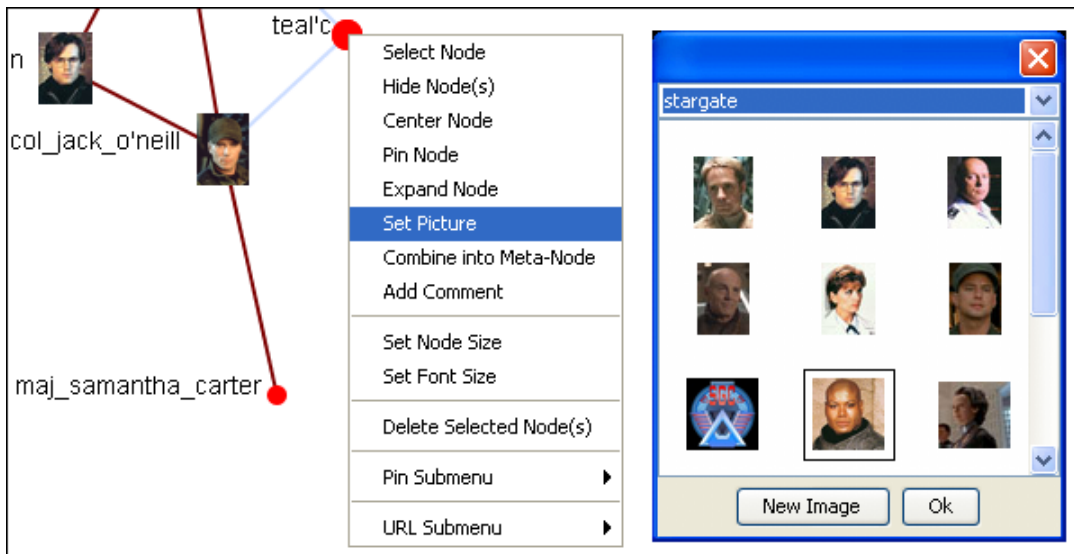 teal'c
n
col_jack_o'neill
maj_samantha_carter
Select Node
Hide Node(s)
Center Node
Pin Node
Expand Node
Set Picture
Combine into Meta-Node
Add Comment
Set Node Size
Set Font Size
Delete Selected Node(s)
Pin Submenu
URL Submenu
stargate
SGC
New Image
Ok